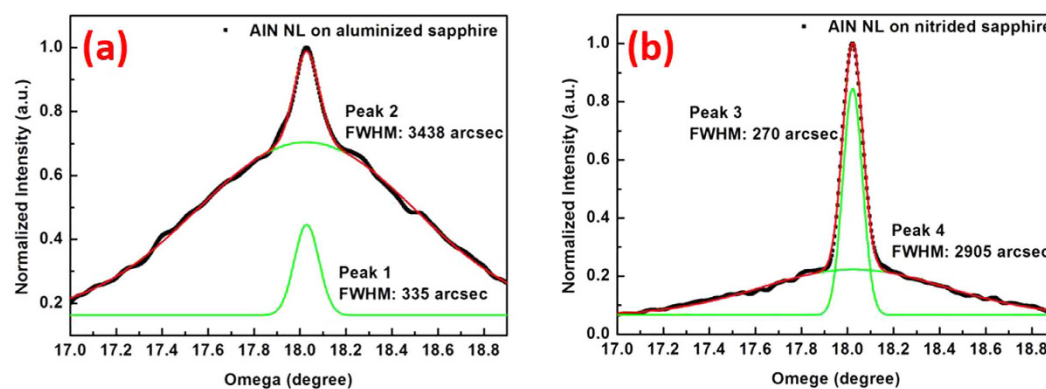 (a)
AlN NL on aluminized sapphire
Peak 2
FWHM: 3438 arcsec
Peak 1
FWHM: 335 arcsec
Normalized Intensity (a.u.)
1.0
0.8
0.6
0.4
0.2
17.0 17.2 17.4 17.6 17.8 18.0 18.2 18.4 18.6 18.8
Omega (degree)
(b)
AlN NL on nitrided sapphire
Peak 3
FWHM: 270 arcsec
Peak 4
FWHM: 2905 arcsec
Normalized Intensity (a.u.)
1.0
0.8
0.6
0.4
0.2
0.0
17.0 17.2 17.4 17.6 17.8 18.0 18.2 18.4 18.6 18.8
Omege (degree)